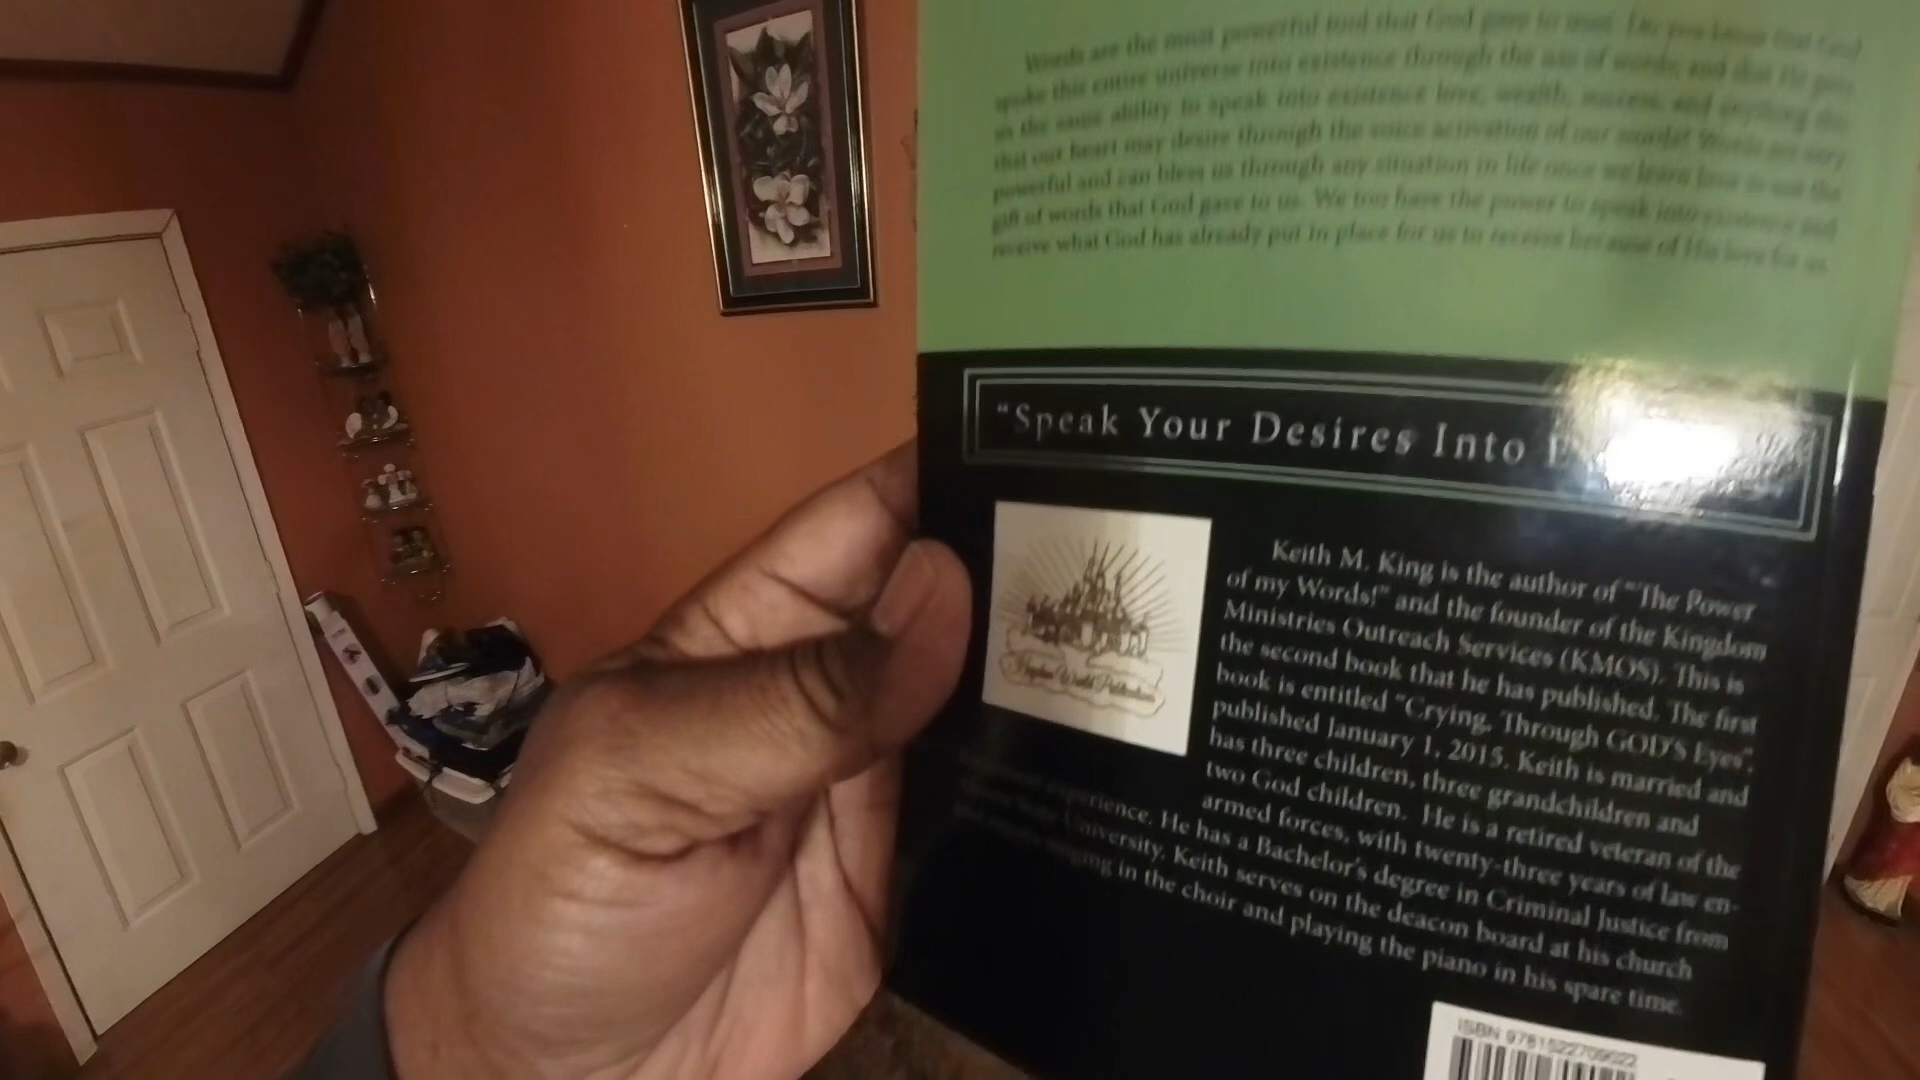 Words are the most powerful tool that God gave to man. Do you know that God
spoke this entire universe into existence through the use of words; and that He gave
us the same ability to speak into existence love, wealth, success, and anything
that our heart may desire through the voice activation of our words! Words are very
powerful and can bless us through any situation in life once we learn how to use the
gift of words that God gave to us. We too have the power to speak into existence and
receive what God has already put in place for us to receive because of His love for us.
"Speak Your Desires Into
Keith M. King is the author of "The Power
of my Words!" and the founder of the Kingdom
Ministries Outreach Services (KMOS). This is
the second book that he has published. The first
book is entitled "Crying, Through GOD'S Eyes",
published January 1, 2015. Keith is married and
has three children, three grandchildren and
two God children. He is a retired veteran of the
armed forces, with twenty-three years of law en-
experience. He has a Bachelor's degree in Criminal Justice from
University. Keith serves on the deacon board at his church
singing in the choir and playing the piano in his spare time.
Kingdom World Publications
ISBN 9781522709022